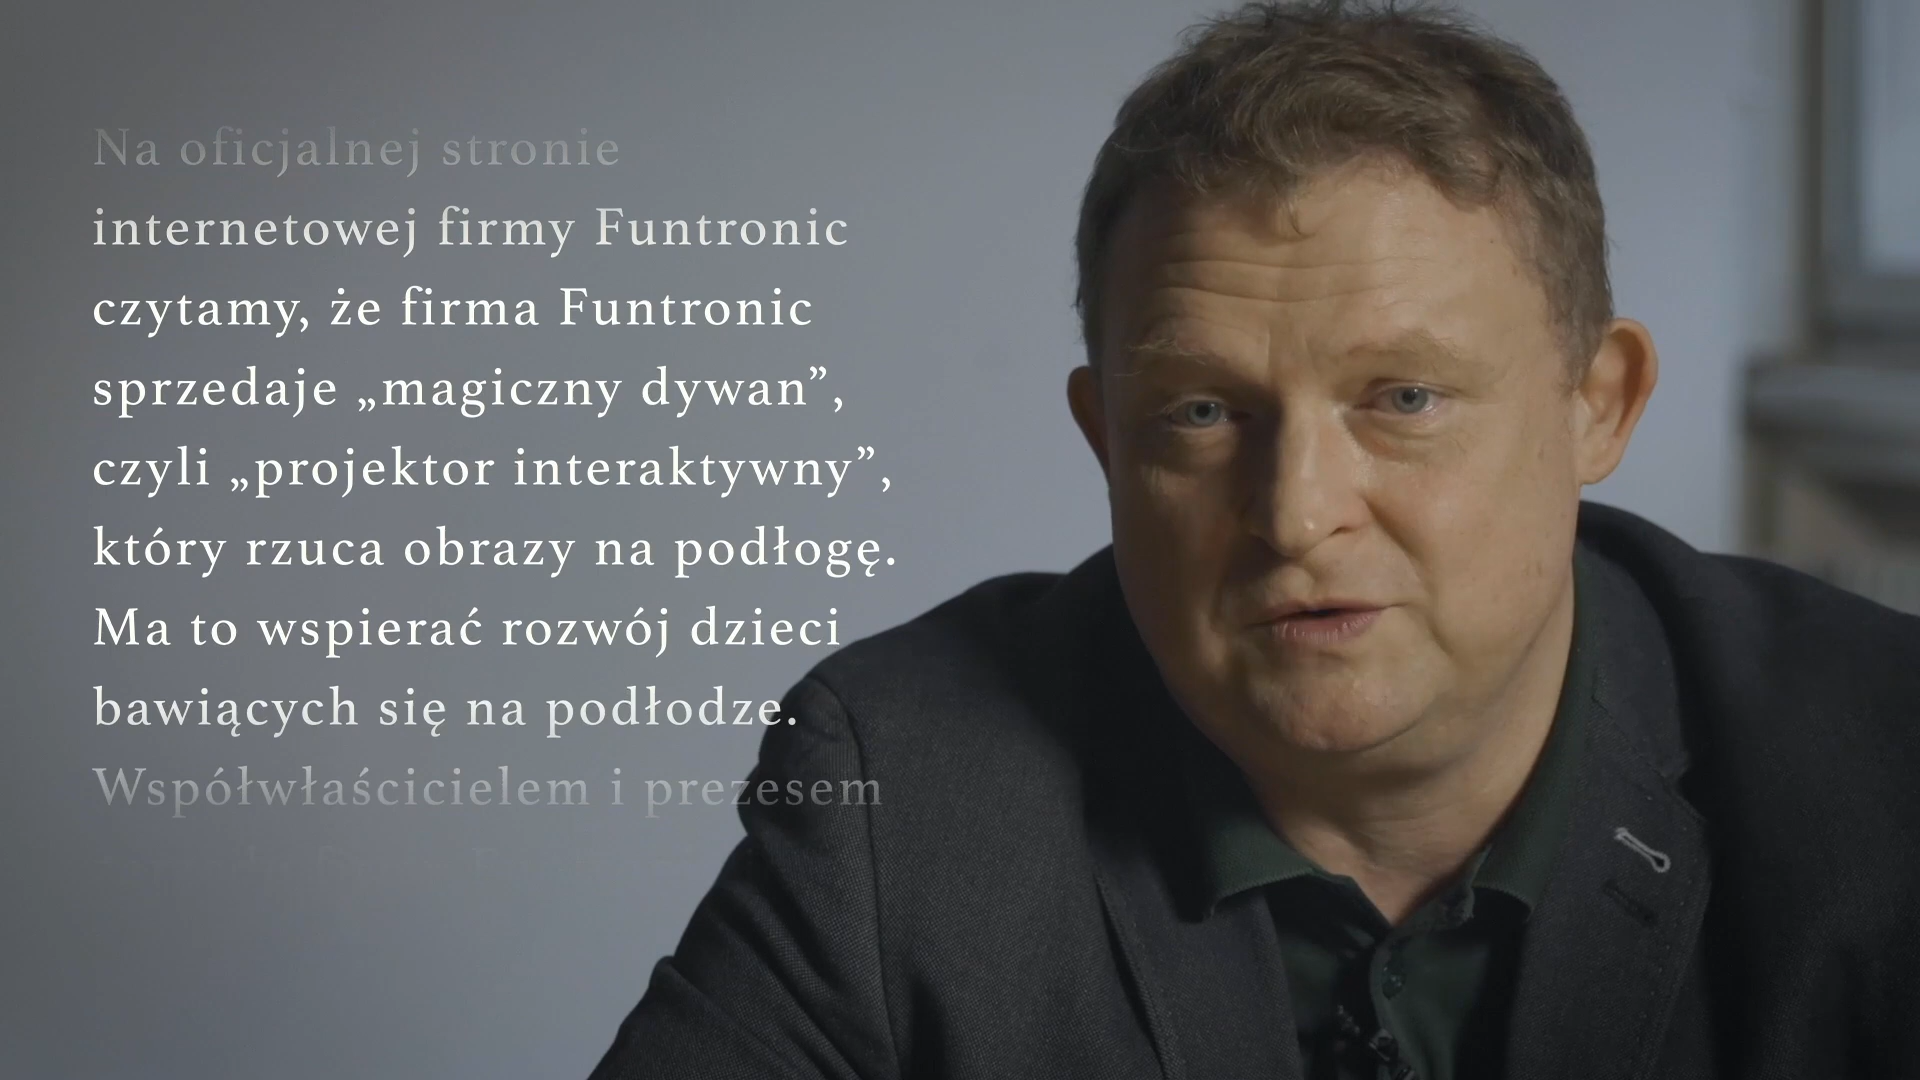 Na oficjalnej stronie
internetowej firmy Funtronic
czytamy, że firma Funtronic
sprzedaje „magiczny dywan”,
czyli „projektor interaktywny”,
który rzuca obrazy na podłogę.
Ma to wspierać rozwój dzieci
bawiących się na podłodze.
Współwłaścicielem i prezesem